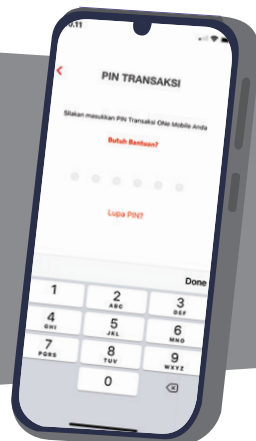 PIN TRANSAKSI
Silakan masukkan PIN Transaksi ONe Mobile Anda
Butuh Bantuan?
Lupa PIN?
Done
1 2 3
ABC DEF
4 5 6
GHI JKL MNO
7 8 9
PQRS TUV WXYZ
0